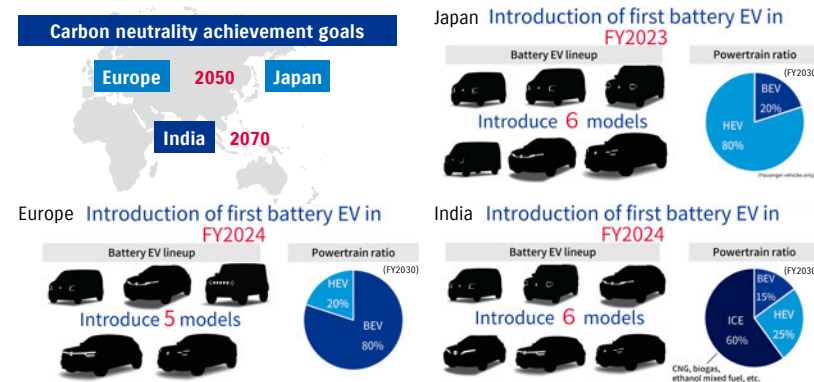 Carbon neutrality achievement goals
Europe 2050 Japan
India 2070
Japan Introduction of first battery EV in
FY2023
Battery EV lineup
Introduce 6 models
Powertrain ratio
(FY2030)
BEV
20%
HEV
80%
(Passenger vehicles only)
Europe Introduction of first battery EV in
FY2024
Battery EV lineup
Introduce 5 models
Powertrain ratio
(FY2030)
HEV
20%
BEV
80%
India Introduction of first battery EV in
FY2024
Battery EV lineup
Introduce 6 models
Powertrain ratio
(FY2030
BEV
15%
HEV
25%
ICE
60%
CNG, biogas,
ethanol mixed fuel, etc.